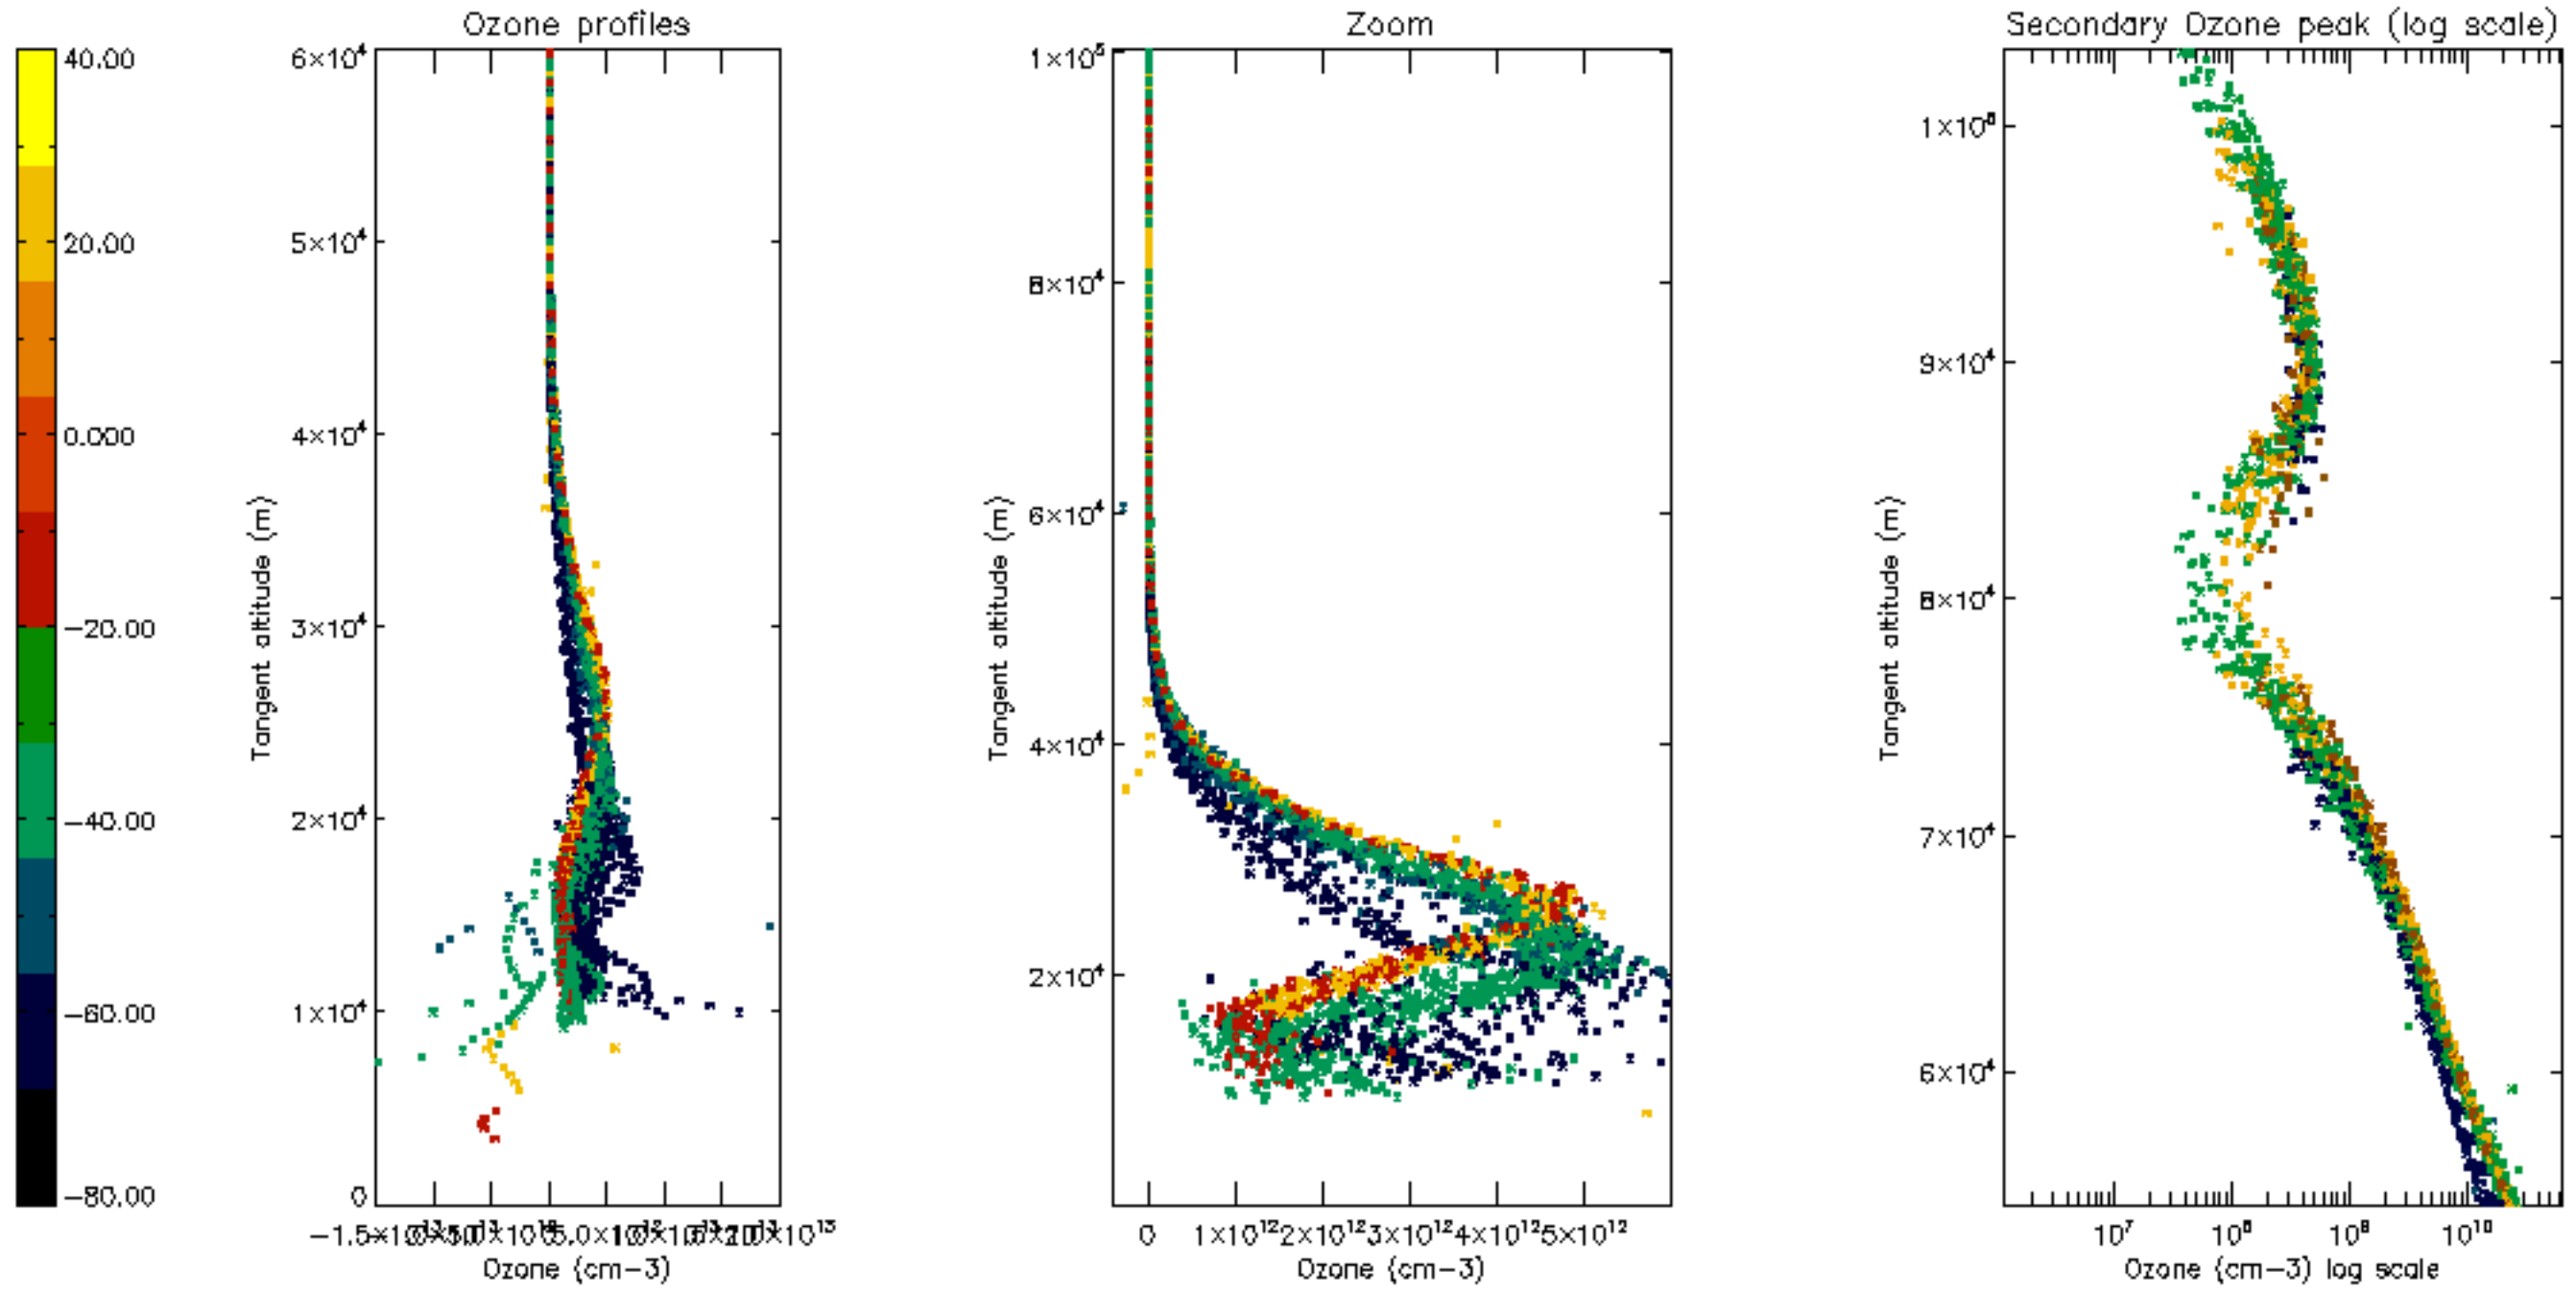 Ozone profiles
Zoom
Secondary Ozone peak (log scale)
40.00
20.00
0.000
−20.00
−40.00
−60.00
−80.00
6×10⁴
5×10⁴
4×10⁴
3×10⁴
2×10⁴
1×10⁴
0
Tangent altitude (m)
Ozone (cm−3)
1×10⁵
8×10⁴
6×10⁴
4×10⁴
2×10⁴
Tangent altitude (m)
0 1×10¹² 2×10¹² 3×10¹² 4×10¹² 5×10¹²
Ozone (cm−3)
1×10⁵
9×10⁴
8×10⁴
7×10⁴
6×10⁴
Tangent altitude (m)
10⁷ 10⁸ 10⁹ 10¹⁰
Ozone (cm−3) log scale